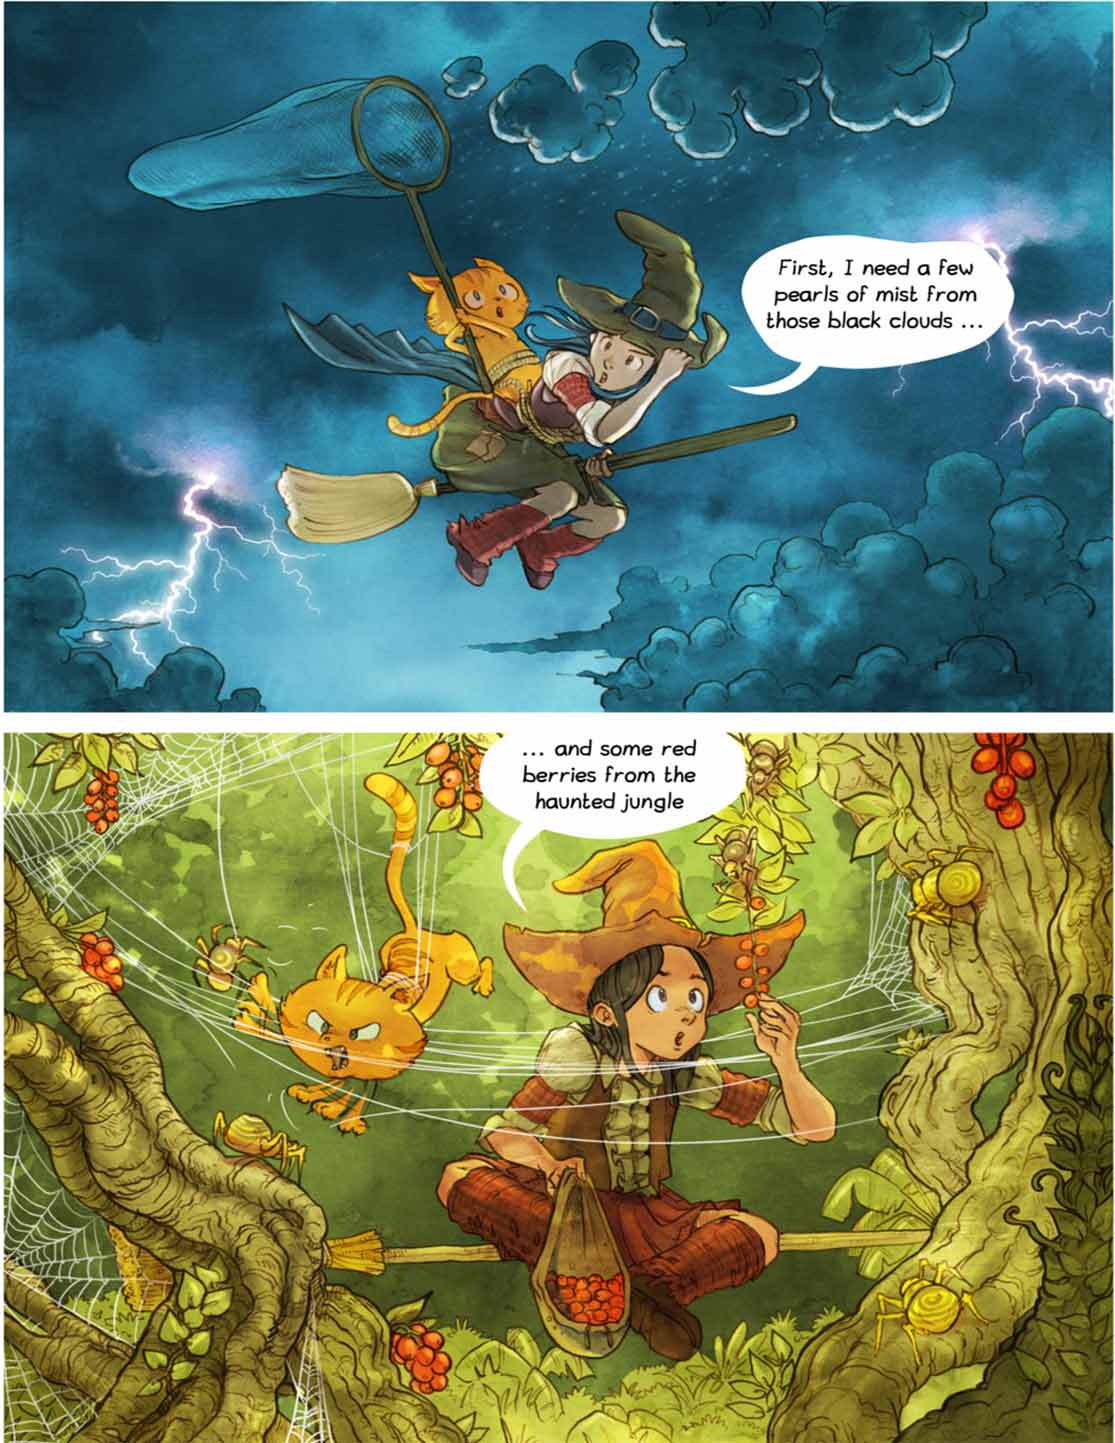 First, I need a few
pearls of mist from
those black clouds ...
... and some red
berries from the
haunted jungle